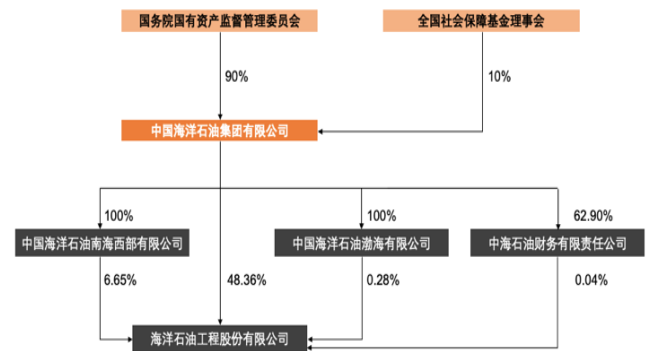 国务院国有资产监督管理委员会
全国社会保障基金理事会
90%
10%
中国海洋石油集团有限公司
100%
100%
62.90%
中国海洋石油南海西部有限公司
中国海洋石油渤海有限公司
中海石油财务有限责任公司
6.65%
48.36%
0.28%
0.04%
海洋石油工程股份有限公司